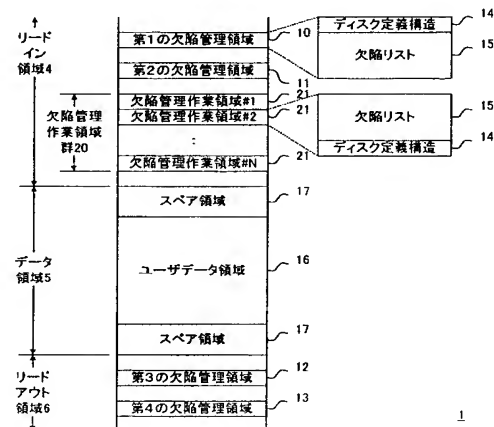 リード
イン
領域4
第1の欠陥管理領域
10
第2の欠陥管理領域
11
欠陥管理
作業領域
群20
欠陥管理作業領域#1
21
欠陥管理作業領域#2
21
:
欠陥管理作業領域#N
21
ディスク定義構造
14
欠陥リスト
15
欠陥リスト
15
ディスク定義構造
14
データ
領域5
スペア領域
17
ユーザデータ領域
16
スペア領域
17
リード
アウト
領域6
第3の欠陥管理領域
12
第4の欠陥管理領域
13
1